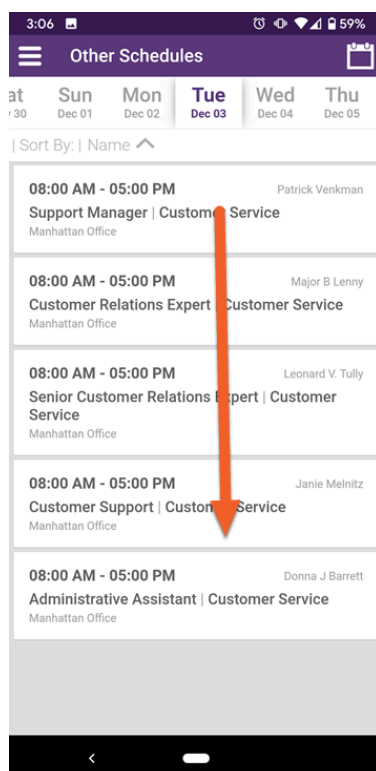 3:06 59%
Other Schedules
at Sun Mon Tue Wed Thu
30 Dec 01 Dec 02 Dec 03 Dec 04 Dec 05
| Sort By: | Name
08:00 AM - 05:00 PM Patrick Venkman
Support Manager | Customer Service
Manhattan Office
08:00 AM - 05:00 PM Major B Lenny
Customer Relations Expert | Customer Service
Manhattan Office
08:00 AM - 05:00 PM Leonard V. Tully
Senior Customer Relations Expert | Customer
Service
Manhattan Office
08:00 AM - 05:00 PM Janie Melnitz
Customer Support | Customer Service
Manhattan Office
08:00 AM - 05:00 PM Donna J Barrett
Administrative Assistant | Customer Service
Manhattan Office